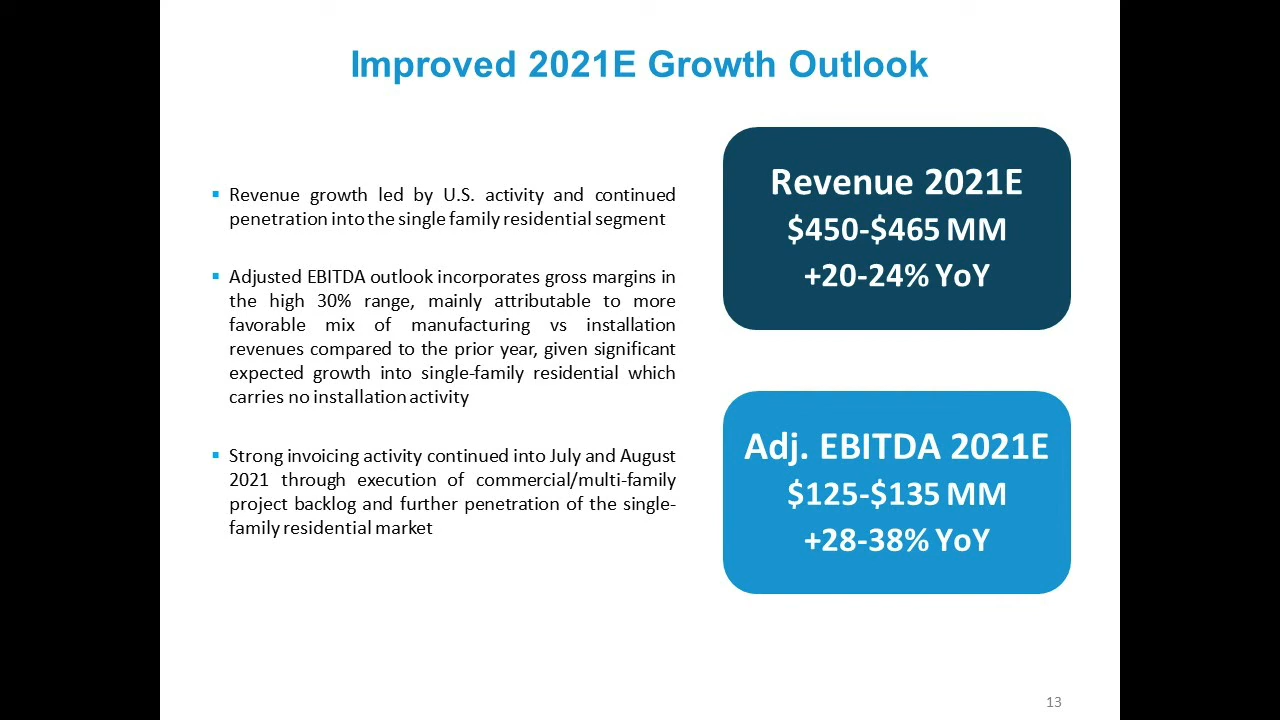 Improved 2021E Growth Outlook
▪ Revenue growth led by U.S. activity and continued
penetration into the single family residential segment
▪ Adjusted EBITDA outlook incorporates gross margins in
the high 30% range, mainly attributable to more
favorable mix of manufacturing vs installation
revenues compared to the prior year, given significant
expected growth into single-family residential which
carries no installation activity
▪ Strong invoicing activity continued into July and August
2021 through execution of commercial/multi-family
project backlog and further penetration of the single-
family residential market
Revenue 2021E
$450-$465 MM
+20-24% YoY
Adj. EBITDA 2021E
$125-$135 MM
+28-38% YoY
13